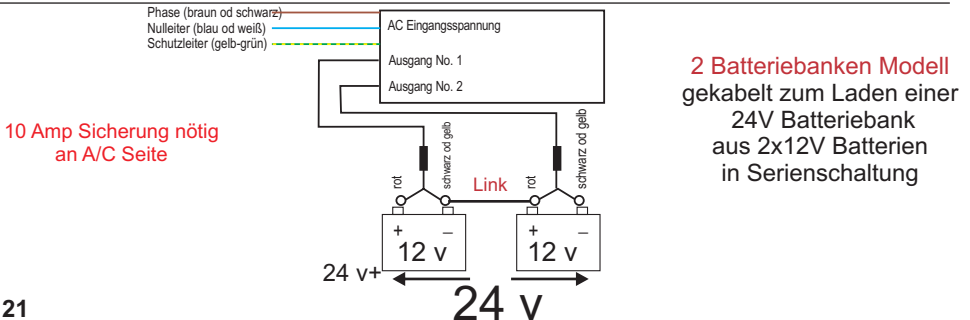 Phase (braun od schwarz)
Nulleiter (blau od weiß)
Schutzleiter (gelb-grün)
AC Eingangsspannung
Ausgang No. 1
Ausgang No. 2
10 Amp Sicherung nötig
an A/C Seite
2 Batteriebanken Modell
gekabelt zum Laden einer
24V Batteriebank
aus 2x12V Batterien
in Serienschaltung
rot
schwarz od gelb
Link
rot
schwarz od gelb
+ –
12 v
+ –
12 v
24 v+
24 v
21